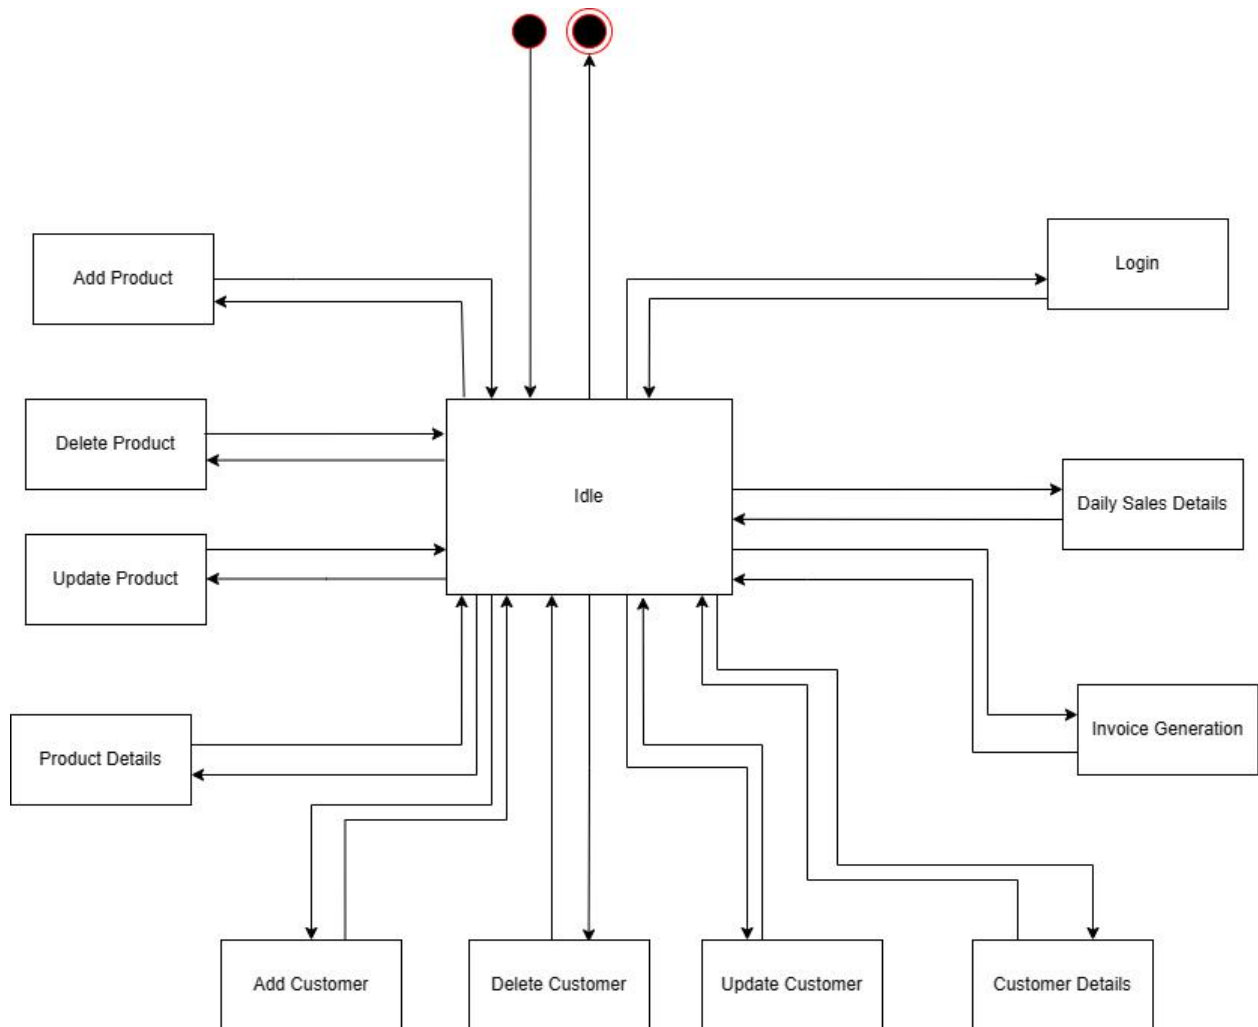 Add Product
Login
Delete Product
Idle
Daily Sales Details
Update Product
Product Details
Invoice Generation
Add Customer
Delete Customer
Update Customer
Customer Details